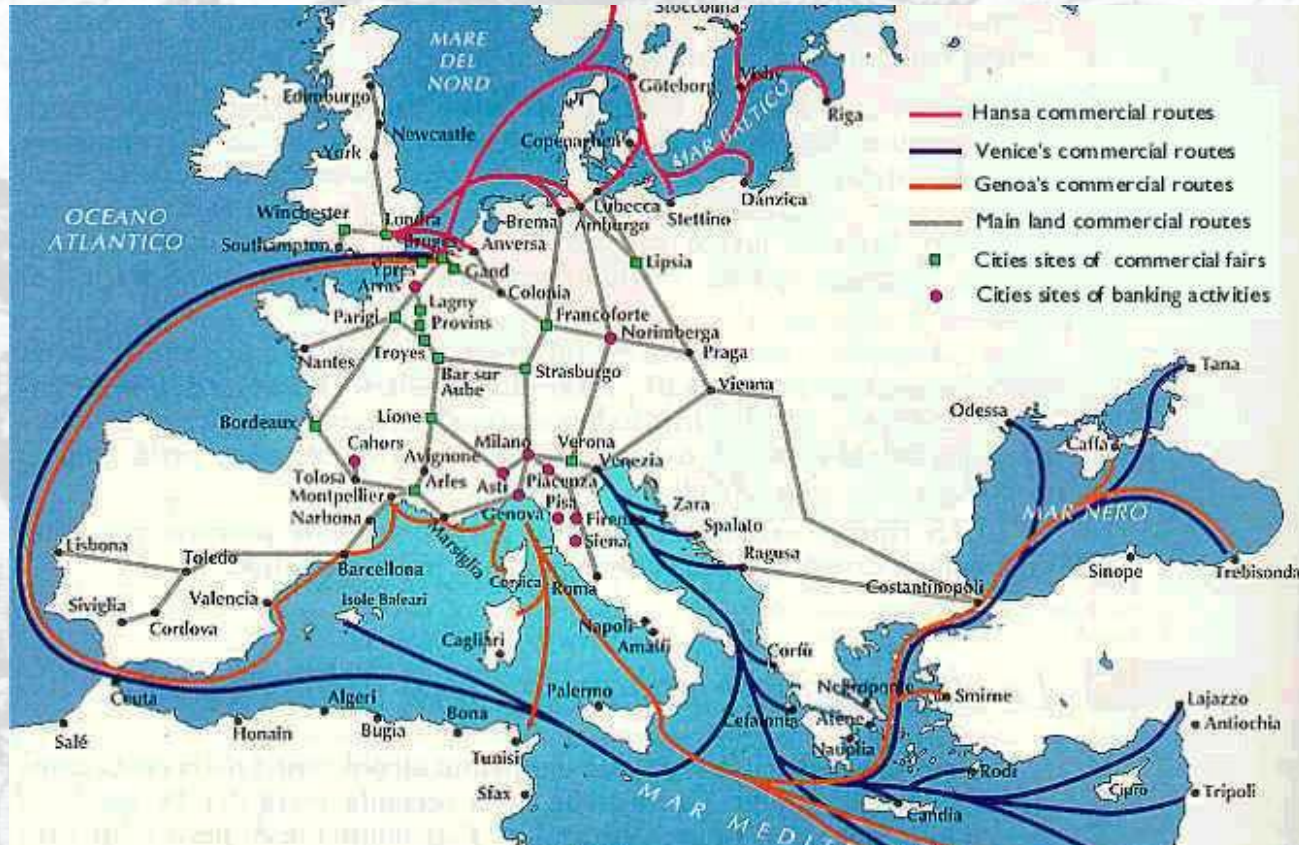 Stoccolma
MARE
DEL
NORD
Göteborg
Visby
Riga
Edimburgo
Newcastle
Copenaghen
MAR BALTICO
York
Danzica
Hansa commercial routes
Venice's commercial routes
Genoa's commercial routes
Main land commercial routes
Cities sites of commercial fairs
Cities sites of banking activities
OCEANO
ATLANTICO
Winchester
Londra
Southampton
Bruges
Anversa
Brema
Lubecca
Amburgo
Stettino
Ypres
Gand
Lipsia
Arras
Colonia
Lagny
Parigi
Provins
Francoforte
Norimberga
Nantes
Troyes
Praga
Bar sur
Aube
Strasburgo
Vienna
Tana
Odessa
Bordeaux
Lione
Caffa
Cahors
Milano
Verona
Venezia
Avignone
Tolosa
Arles
Asti
Piacenza
Montpellier
Genova
Pisa
Firenze
Zara
Narbona
Marsiglia
Siena
Spalato
MAR NERO
Lisbona
Toledo
Barcellona
Corsica
Roma
Ragusa
Costantinopoli
Sinope
Trebisonda
Siviglia
Valencia
Isole Baleari
Cordova
Cagliari
Napoli
Amalfi
Corfù
Ceuta
Algeri
Palermo
Negroponte
Smirne
Lajazzo
Salé
Honain
Bugia
Bona
Cefalonia
Atene
Antiochia
Tunisi
Nauplia
Rodi
Cipro
Tripoli
Sfax
Candia
MAR MEDIT